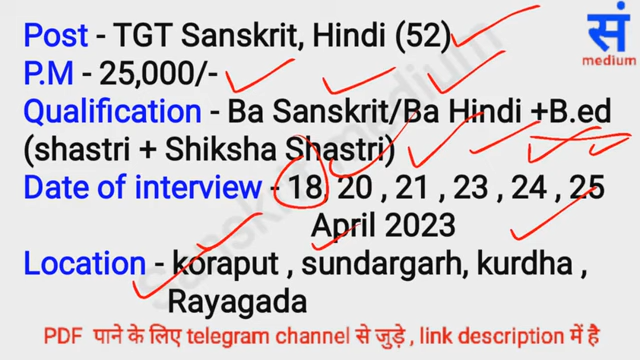 सं
medium
Post - TGT Sanskrit, Hindi (52)
P.M - 25,000/-
Qualification - Ba Sanskrit/Ba Hindi +B.ed
(shastri + Shiksha Shastri)
Date of interview - 18, 20 , 21 , 23 , 24 , 25
April 2023
Location - koraput , sundargarh, kurdha ,
Rayagada
PDF पाने के लिए telegram channel से जुड़े , link description में है
Sanskrit medium